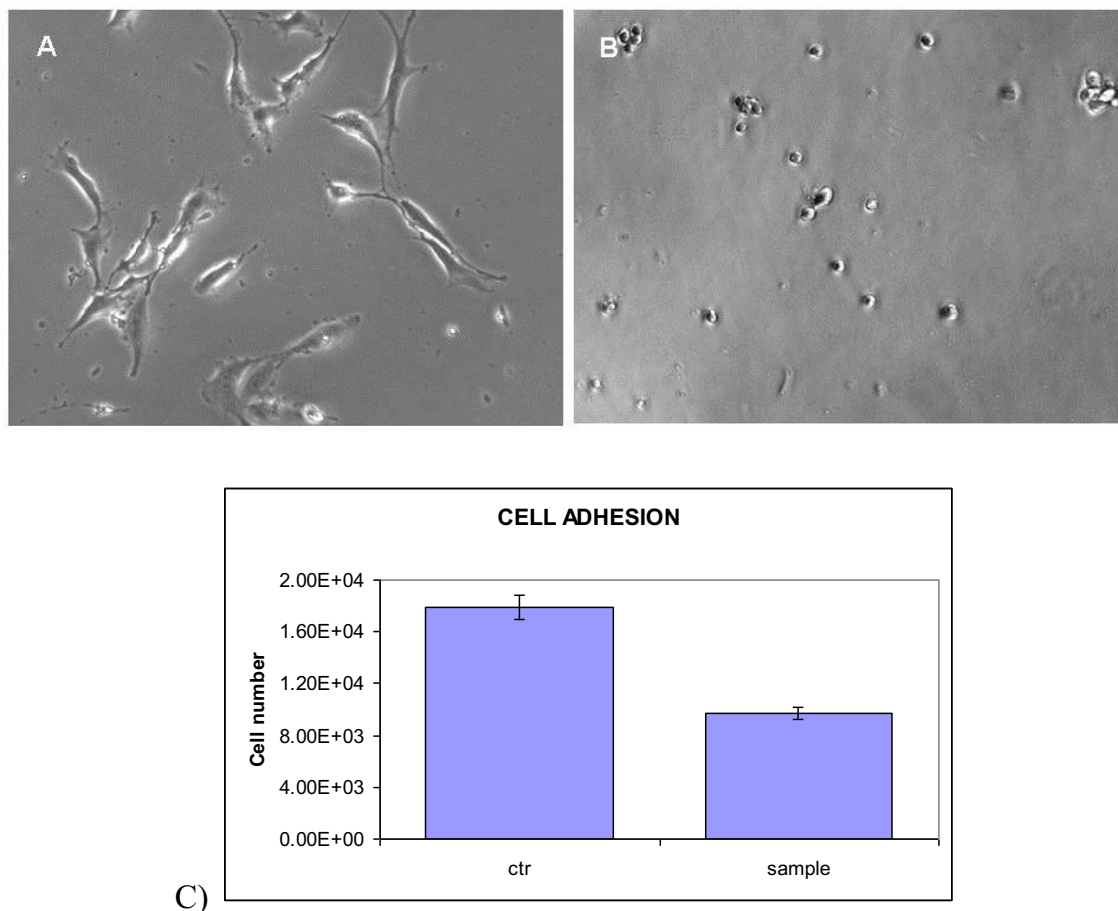 A
B
CELL ADHESION
2.00E+04
1.60E+04
1.20E+04
8.00E+03
4.00E+03
0.00E+00
Cell number
ctr
sample
C)